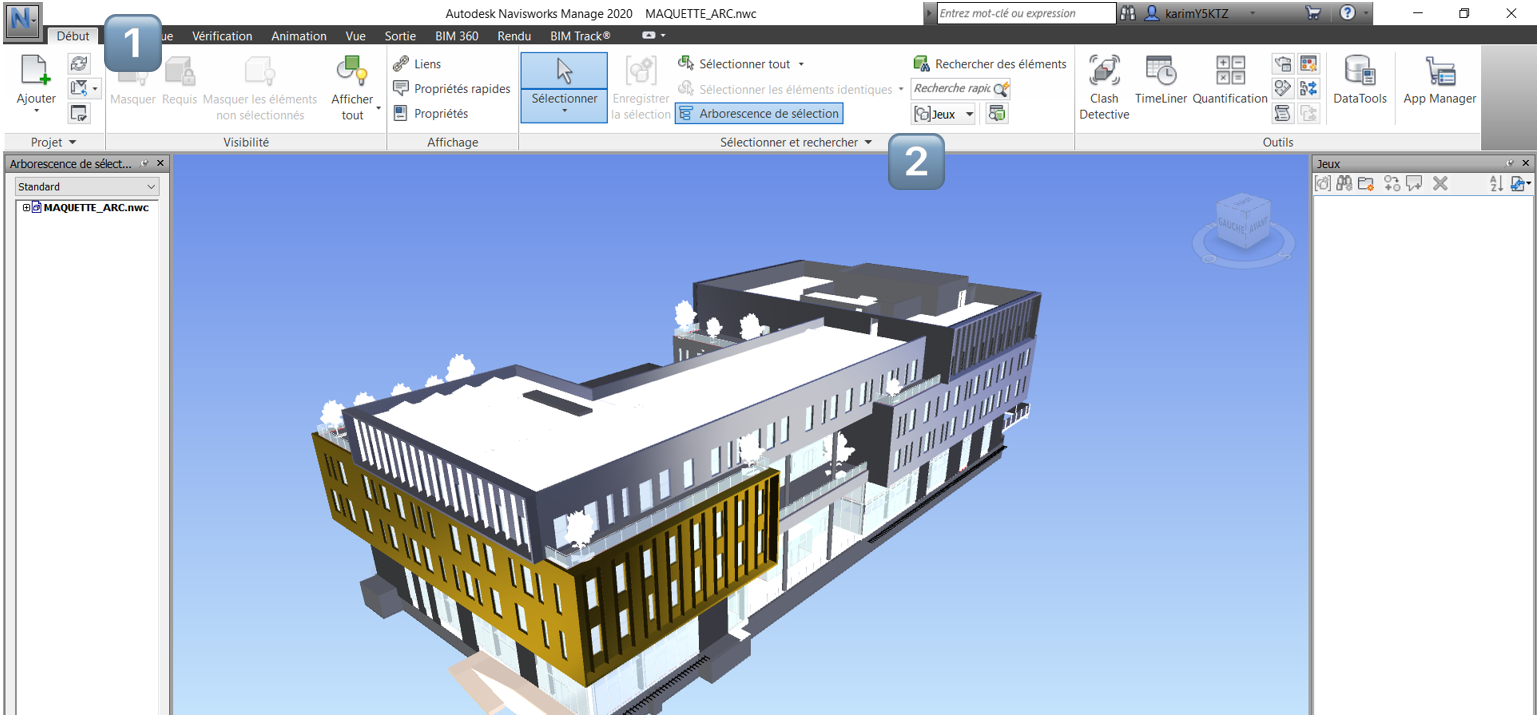 Autodesk Navisworks Manage 2020 MAQUETTE_ARC.nwc
Entrez mot-clé ou expression
karimY5KTZ
?
N
Début
1
ue
Vérification
Animation
Vue
Sortie
BIM 360
Rendu
BIM Track®
Ajouter
Masquer
Requis
Masquer les éléments
non sélectionnés
Afficher
tout
Liens
Propriétés rapides
Propriétés
Sélectionner
Enregistrer
la sélection
Sélectionner tout
Sélectionner les éléments identiques
Arborescence de sélection
Rechercher des éléments
Recherche rapic
Jeux
Clash
Detective
TimeLiner
Quantification
DataTools
App Manager
Projet
Visibilité
Affichage
Sélectionner et rechercher
2
Outils
Arborescence de sélect...
Standard
MAQUETTE_ARC.nwc
Jeux
GAUCHE
AVANT